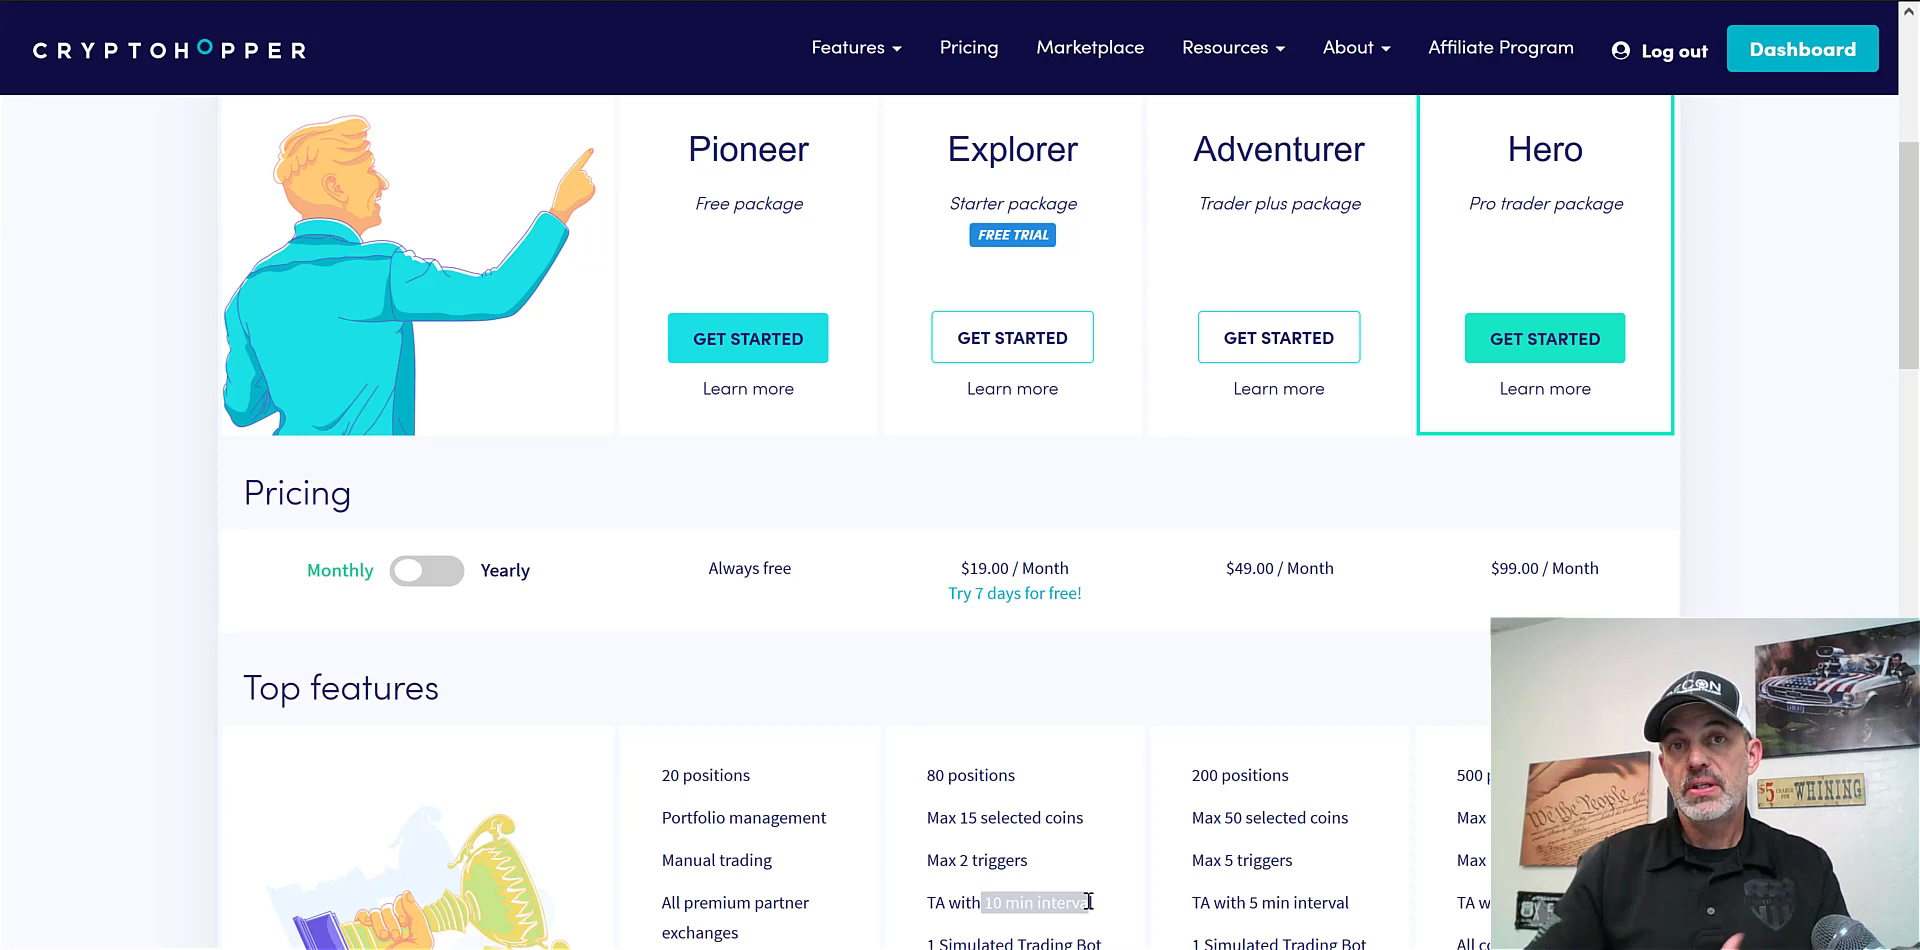 CRYPTOHOPPER
Features
Pricing
Marketplace
Resources
About
Affiliate Program
Log out
Dashboard
Pioneer
Explorer
Adventurer
Hero
Free package
Starter package
Trader plus package
Pro trader package
FREE TRIAL
GET STARTED
GET STARTED
GET STARTED
GET STARTED
Learn more
Learn more
Learn more
Learn more
Pricing
Monthly
Yearly
Always free
$19.00 / Month
$49.00 / Month
$99.00 / Month
Try 7 days for free!
Top features
20 positions
Portfolio management
Manual trading
All premium partner
exchanges
80 positions
Max 15 selected coins
Max 2 triggers
TA with 10 min interval
1 Simulated Trading Bot
200 positions
Max 50 selected coins
Max 5 triggers
TA with 5 min interval
1 Simulated Trading Bot
500
Max
Max
TA
All
We the People
$5 CHARGE FOR WHINING